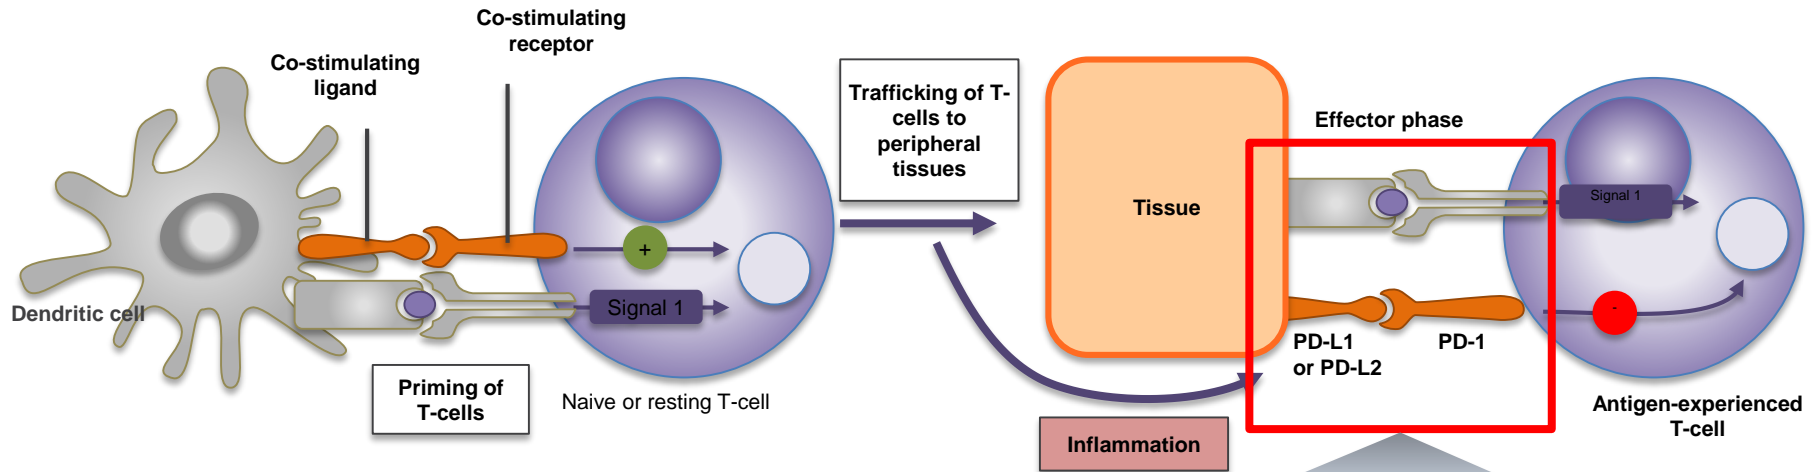 Co-stimulating
receptor
Co-stimulating
ligand
Trafficking of T-
cells to
peripheral
tissues
Effector phase
Signal 1
Tissue
+
Dendritic cell
Signal 1
-
PD-L1
or PD-L2
PD-1
Priming of
T-cells
Naive or resting T-cell
Antigen-experienced
T-cell
Inflammation